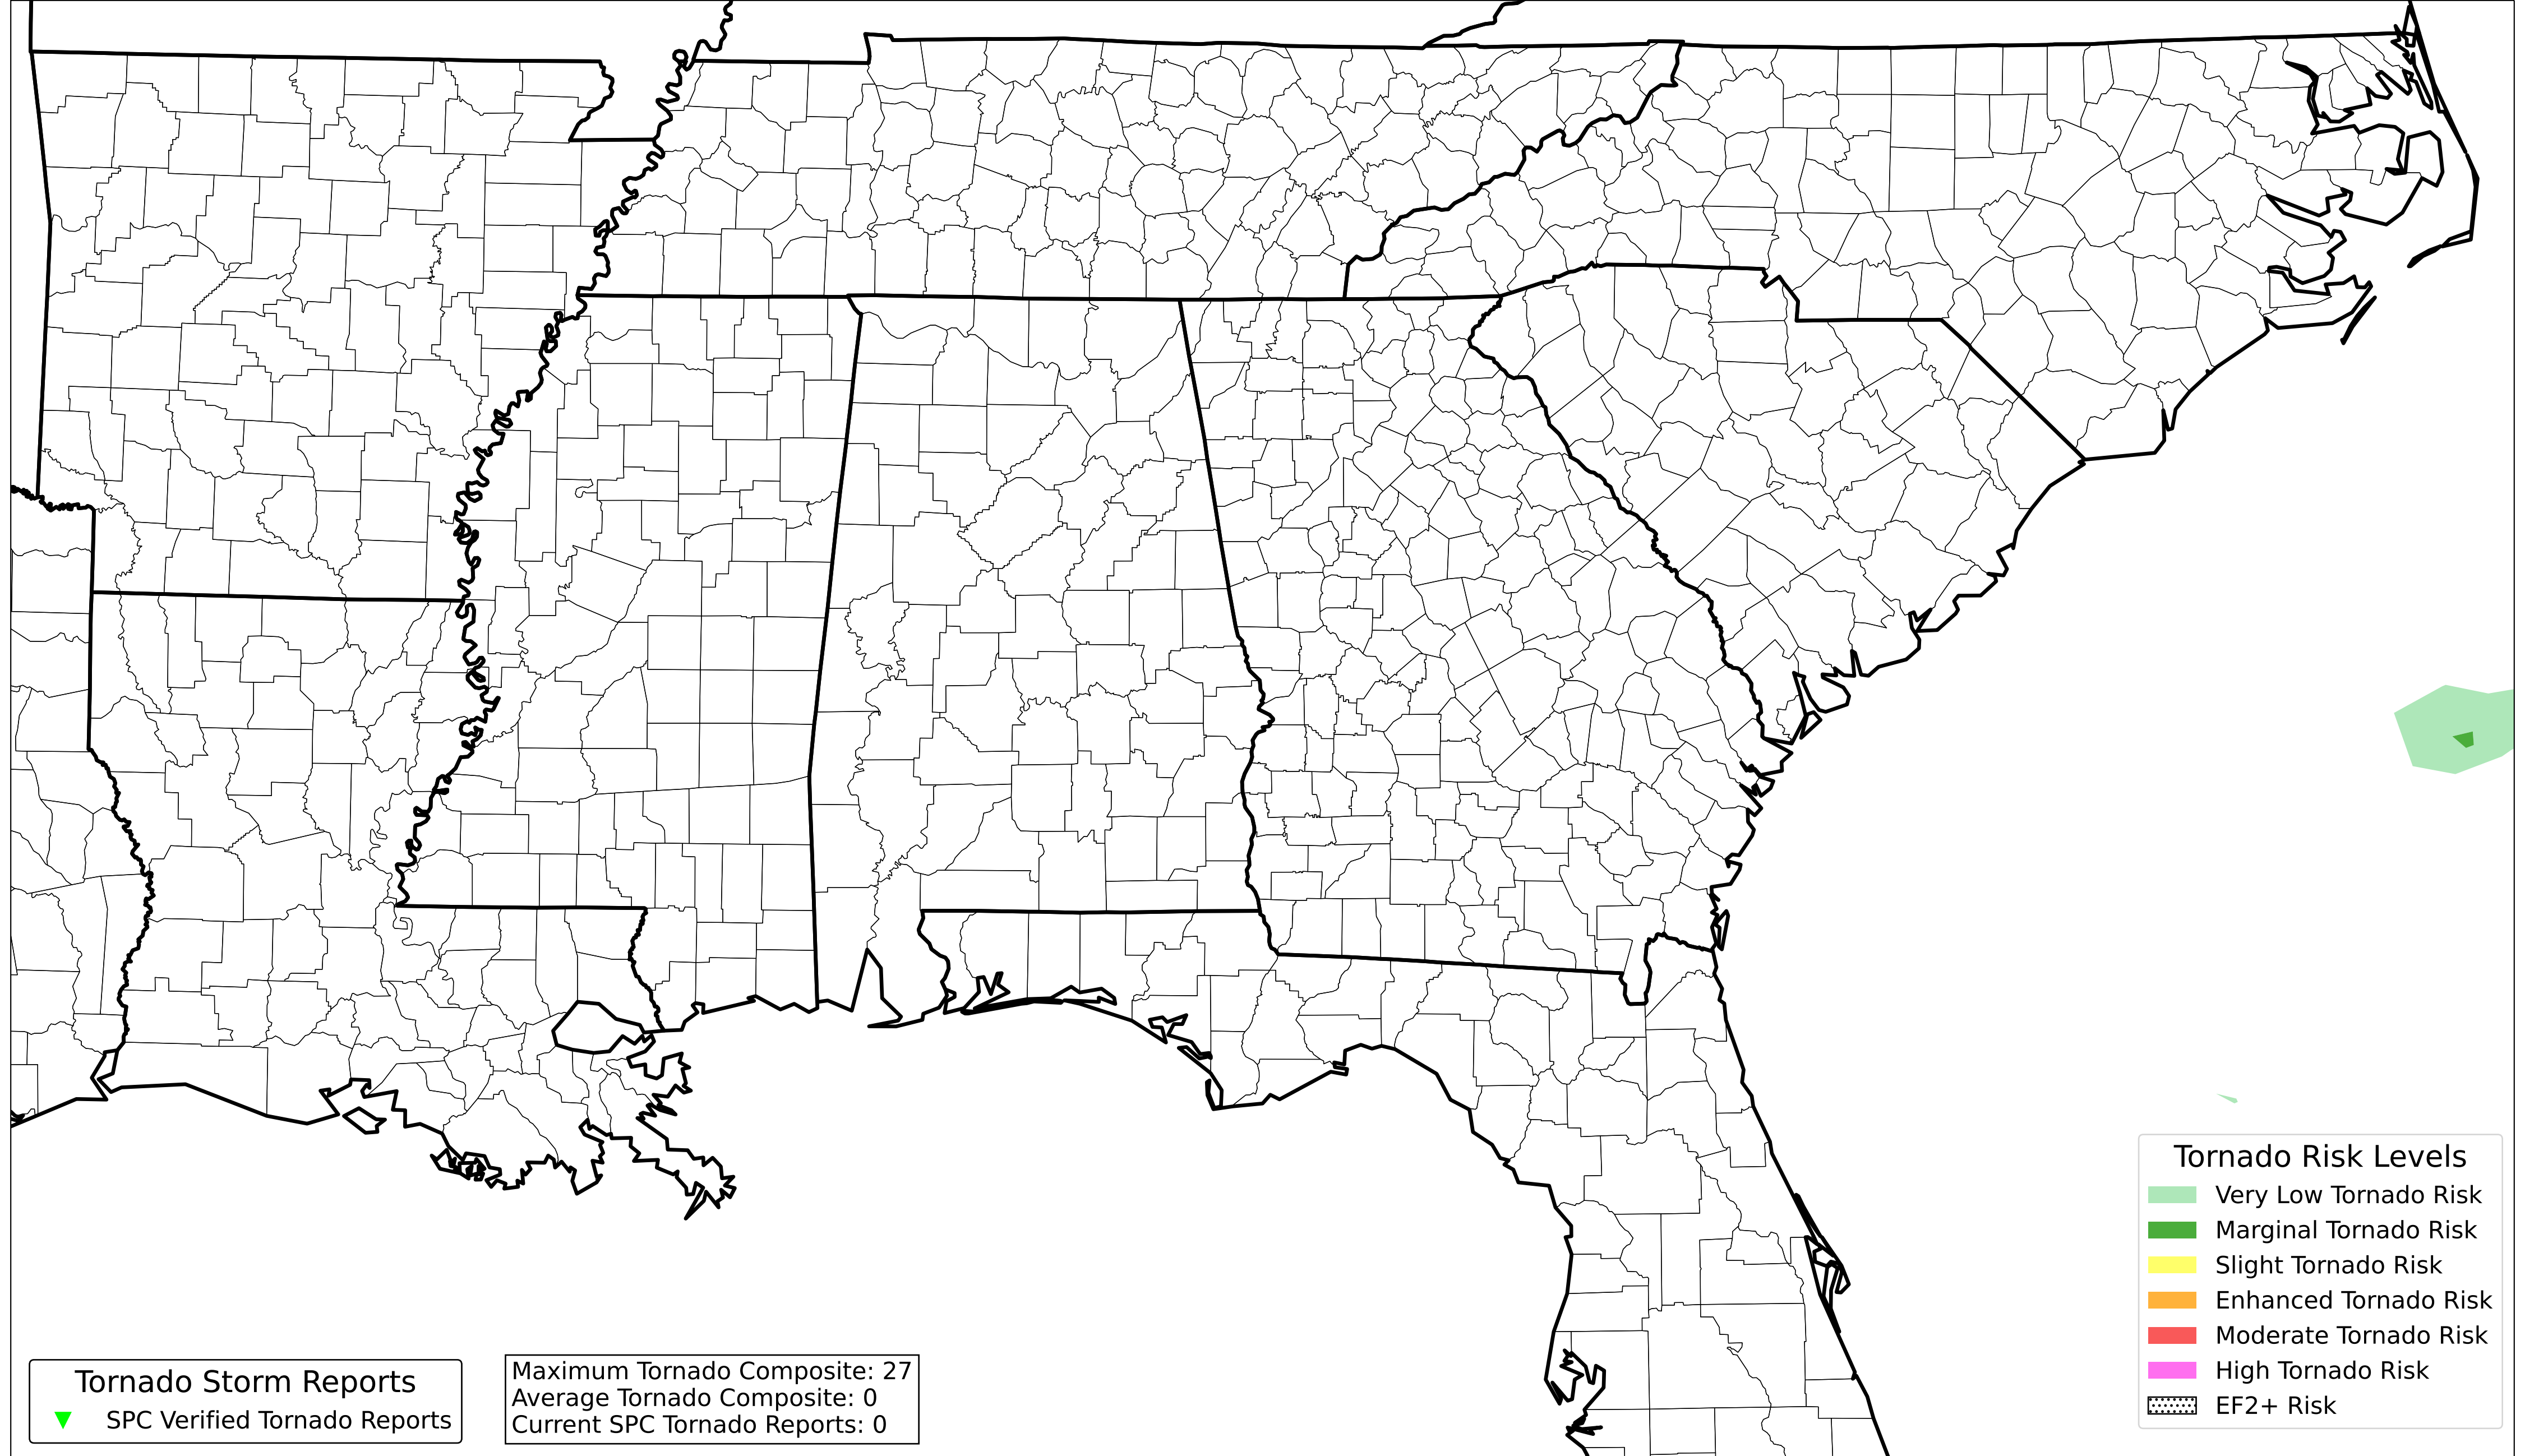 Tornado Risk Levels
Very Low Tornado Risk
Marginal Tornado Risk
Slight Tornado Risk
Enhanced Tornado Risk
Moderate Tornado Risk
High Tornado Risk
EF2+ Risk
Tornado Storm Reports
SPC Verified Tornado Reports
Maximum Tornado Composite: 27
Average Tornado Composite: 0
Current SPC Tornado Reports: 0